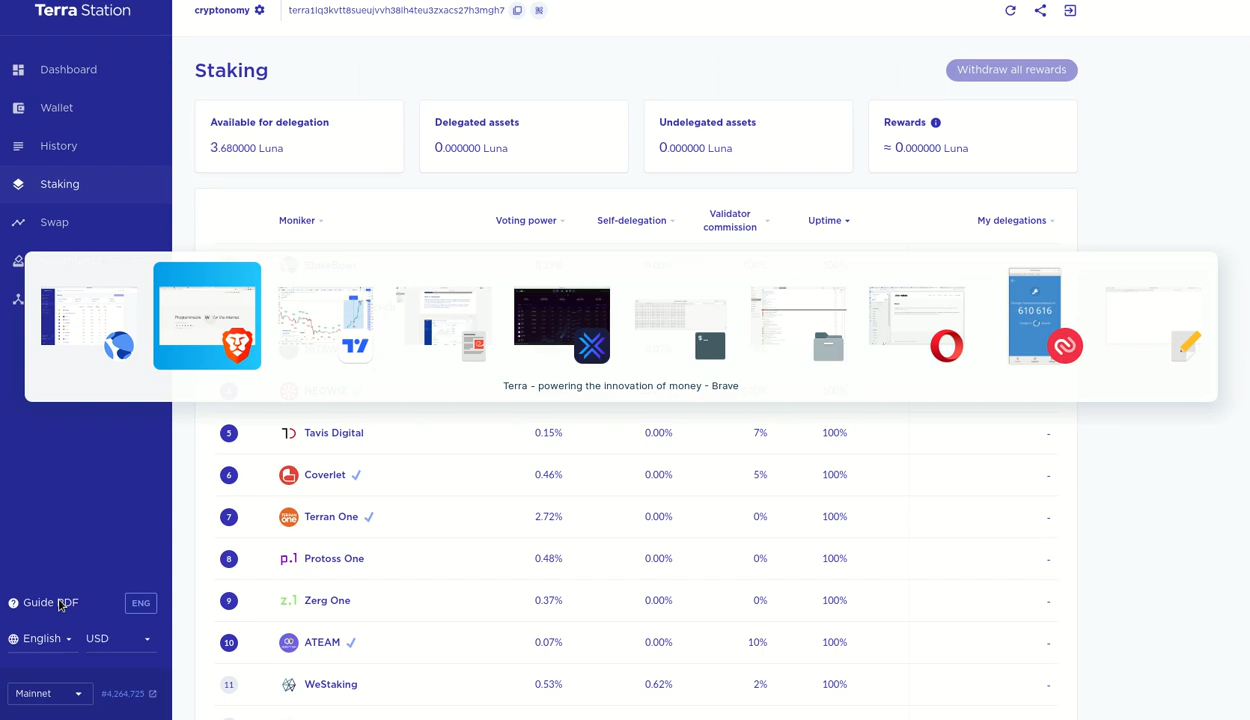 Terra Station
cryptonomy
terra1lq3kvtt8sueujvvh38lh4teu3zxacs27h3mgh7
Dashboard
Wallet
History
Staking
Swap
Staking
Withdraw all rewards
Available for delegation
3.680000 Luna
Delegated assets
0.000000 Luna
Undelegated assets
0.000000 Luna
Rewards
≈ 0.000000 Luna
Moniker
Voting power
Self-delegation
Validator
commission
Uptime
My delegations
610 616
Terra - powering the innovation of money - Brave
5 Tavis Digital 0.15% 0.00% 7% 100% -
6 Coverlet 0.46% 0.00% 5% 100% -
7 Terran One 2.72% 0.00% 0% 100% -
8 Protoss One 0.48% 0.00% 0% 100% -
9 Zerg One 0.37% 0.00% 0% 100% -
10 ATEAM 0.07% 0.00% 10% 100% -
11 WeStaking 0.53% 0.62% 2% 100% -
Guide PDF
ENG
English
USD
Mainnet
#4,264,725